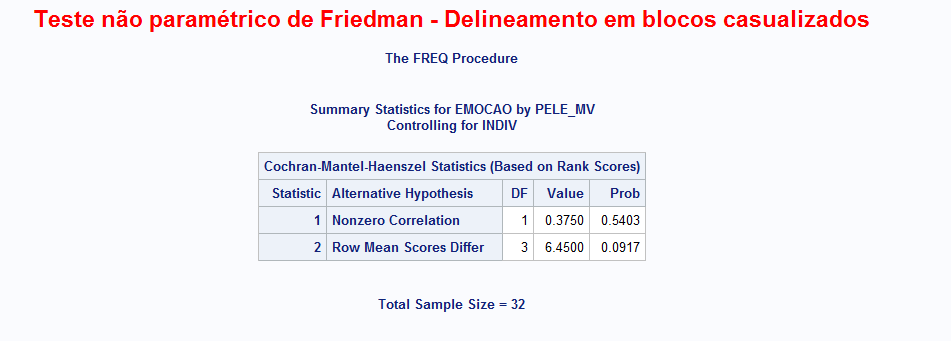 Teste não paramétrico de Friedman - Delineamento em blocos casualizados
The FREQ Procedure
Summary Statistics for EMOCAO by PELE_MV
Controlling for INDIV
Cochran-Mantel-Haenszel Statistics (Based on Rank Scores)
Statistic Alternative Hypothesis DF Value Prob
1 Nonzero Correlation 1 0.3750 0.5403
2 Row Mean Scores Differ 3 6.4500 0.0917
Total Sample Size = 32